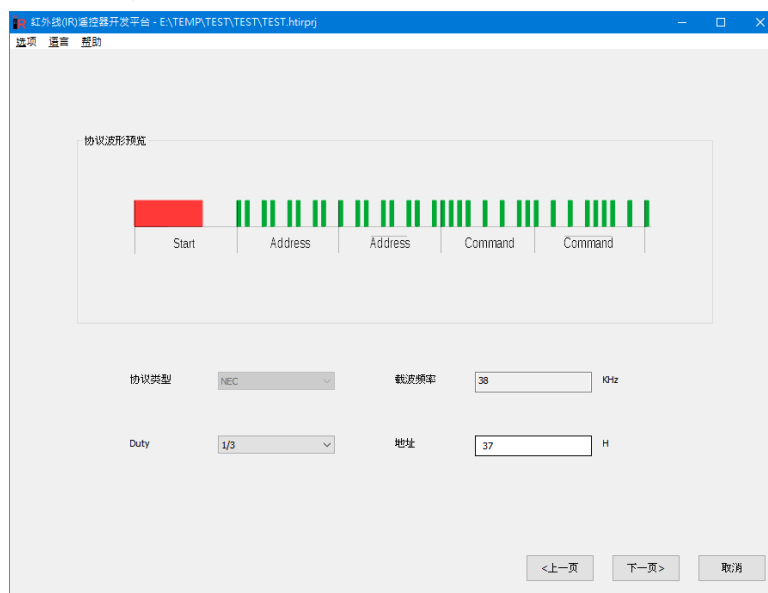 红外线(IR)遥控器开发平台 - E:\TEMP\TEST\TEST\TEST.htirprj
选项 语言 帮助
协议波形预览
Start Address Address Command Command
协议类型 NEC 载波频率 38 KHz
Duty 1/3 地址 37 H
<上一页 下一页> 取消